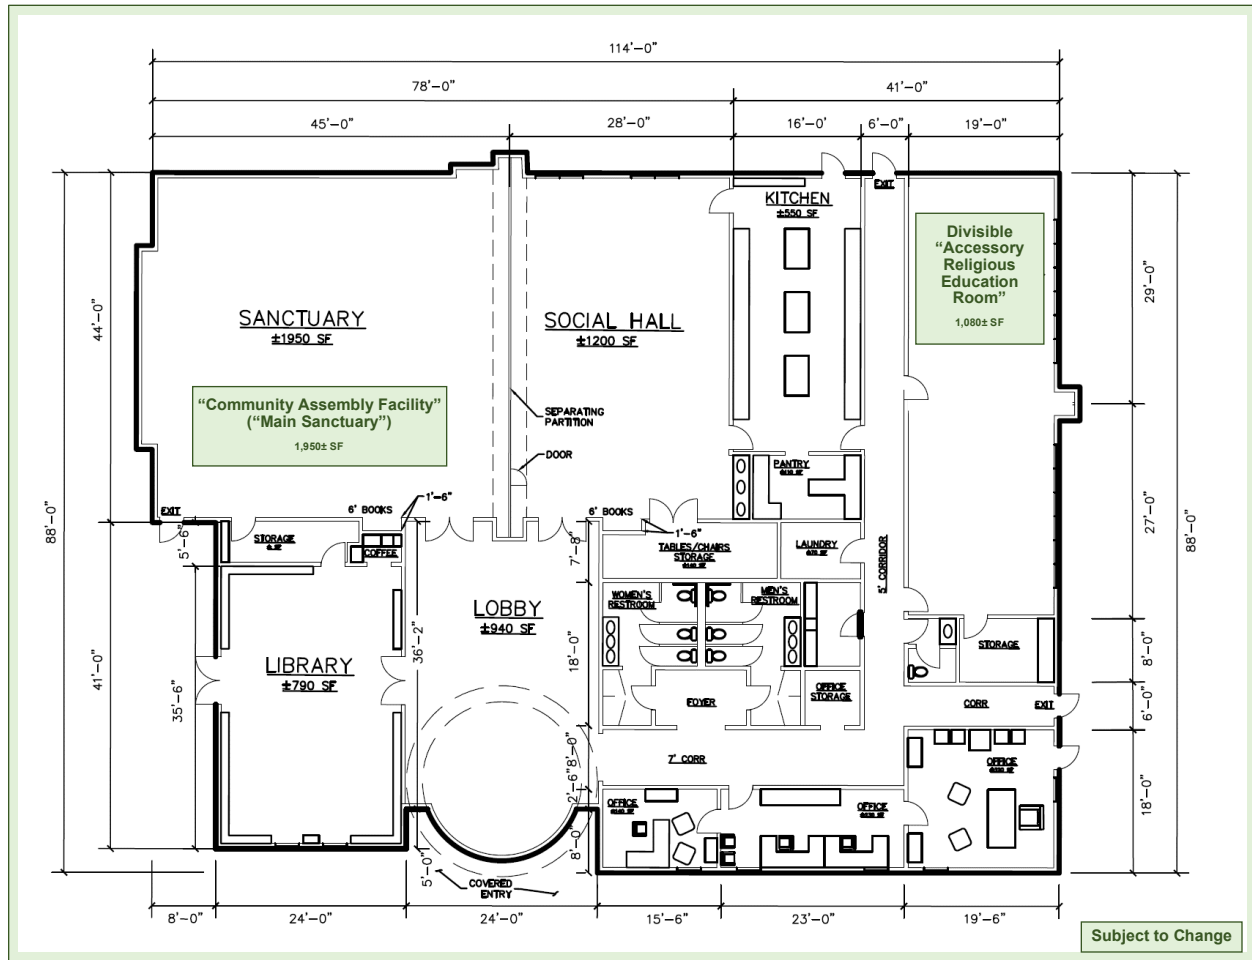 114'-0"
78'-0"
41'-0"
45'-0"
28'-0"
16'-0'
6'-0"
19'-0"
EXIT
KITCHEN
±550 SF
Divisible
“Accessory
Religious
Education
Room”
1,080± SF
29'-0"
44'-0"
SANCTUARY
±1950 SF
SOCIAL HALL
±1200 SF
“Community Assembly Facility”
(“Main Sanctuary”)
1,950± SF
SEPARATING
PARTITION
DOOR
PANTRY
1'-6"
6' BOOKS
6' BOOKS
1'-6"
EXIT
88'-0"
5'-6"
STORAGE
COFFEE
7'-8"
TABLES/CHAIRS
STORAGE
LAUNDRY
5' CORRIDOR
27'-0"
88'-0"
LOBBY
±940 SF
WOMEN'S
RESTROOM
MEN'S
RESTROOM
36'-2"
18'-0"
STORAGE
8'-0"
LIBRARY
±790 SF
41'-0"
35'-6"
FOYER
OFFICE
STORAGE
CORR
EXIT
6'-0"
7' CORR
8'-0"
2'-6"
OFFICE
OFFICE
OFFICE
18'-0"
8'-0"
5'-0"
COVERED
ENTRY
8'-0"
24'-0"
24'-0"
15'-6"
23'-0"
19'-6"
Subject to Change